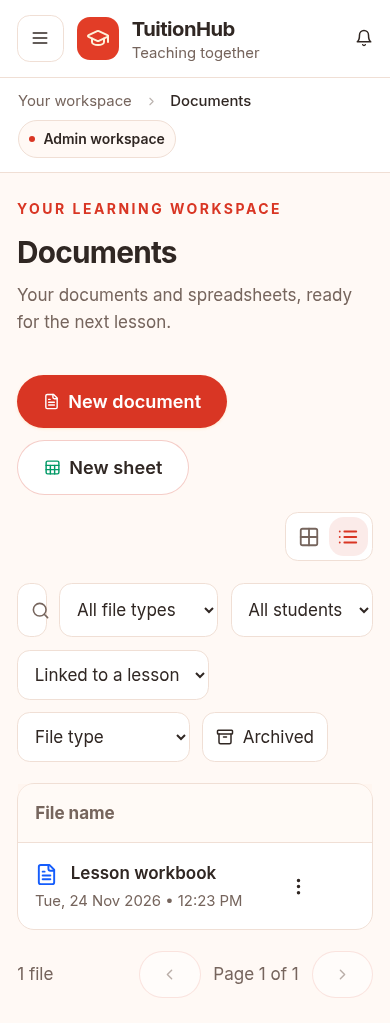 TuitionHub
Teaching together
Your workspace > Documents
Admin workspace
YOUR LEARNING WORKSPACE
Documents
Your documents and spreadsheets, ready
for the next lesson.
New document
New sheet
All file types
All students
Linked to a lesson
File type
Archived
File name
Lesson workbook
Tue, 24 Nov 2026 • 12:23 PM
1 file
Page 1 of 1